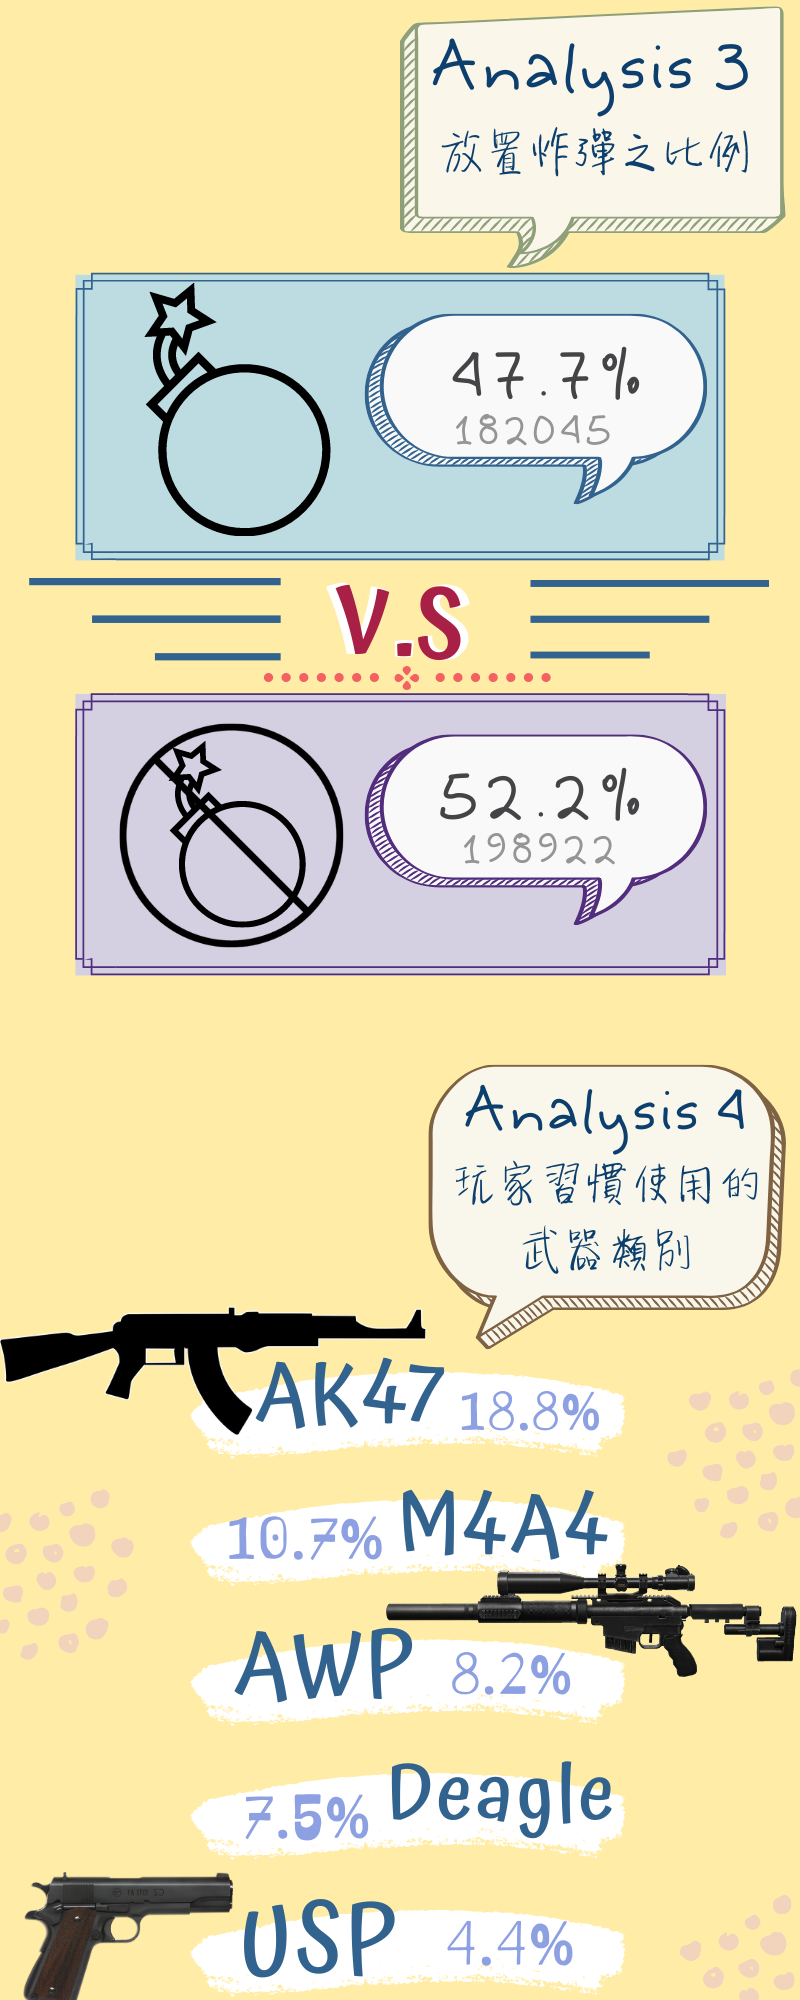 Analysis 3
放置炸彈之比例
47.7%
182045
V.S
52.2%
198922
Analysis 4
玩家習慣使用的
武器類別
AK47 18.8%
10.7% M4A4
AWP 8.2%
7.5% Deagle
USP 4.4%